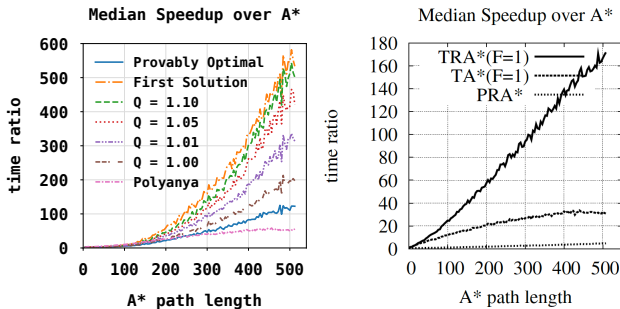 Median Speedup over A*
600
500
400
300
200
100
0
time ratio
Provably Optimal
First Solution
Q = 1.10
Q = 1.05
Q = 1.01
Q = 1.00
Polyanya
0 100 200 300 400 500
A* path length
Median Speedup over A*
180
160
140
120
100
80
60
40
20
0
time ratio
TRA*(F=1)
TA*(F=1)
PRA*
0 100 200 300 400 500
A* path length